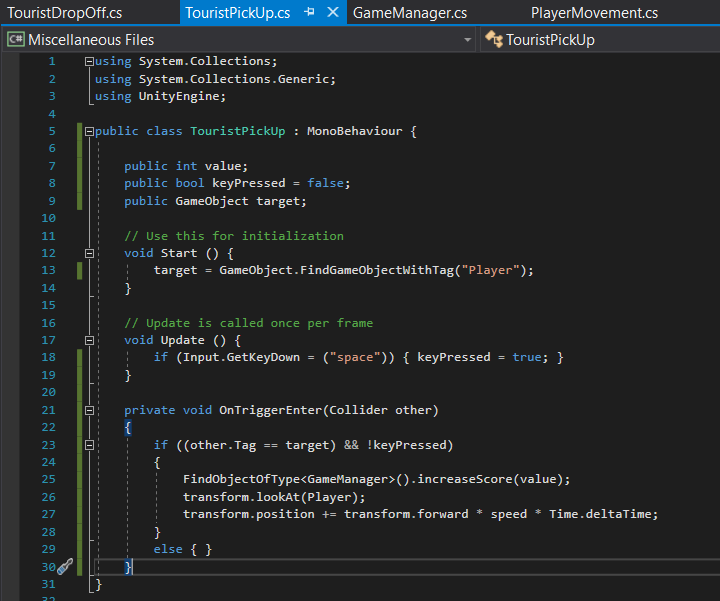 TouristDropOff.cs TouristPickUp.cs GameManager.cs PlayerMovement.cs
C# Miscellaneous Files TouristPickUp
1 using System.Collections;
2 using System.Collections.Generic;
3 using UnityEngine;
4
5 public class TouristPickUp : MonoBehaviour {
6
7 public int value;
8 public bool keyPressed = false;
9 public GameObject target;
10
11 // Use this for initialization
12 void Start () {
13 target = GameObject.FindGameObjectWithTag("Player");
14 }
15
16 // Update is called once per frame
17 void Update () {
18 if (Input.GetKeyDown = ("space")) { keyPressed = true; }
19 }
20
21 private void OnTriggerEnter(Collider other)
22 {
23 if ((other.Tag == target) && !keyPressed)
24 {
25 FindObjectOfType<GameManager>().increaseScore(value);
26 transform.lookAt(Player);
27 transform.position += transform.forward * speed * Time.deltaTime;
28 }
29 else { }
30 }
31 }
32